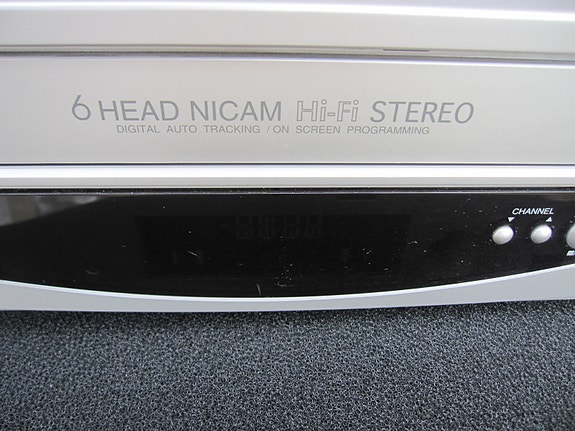 6 HEAD NICAM Hi-Fi STEREO
DIGITAL AUTO TRACKING / ON SCREEN PROGRAMMING
CHANNEL